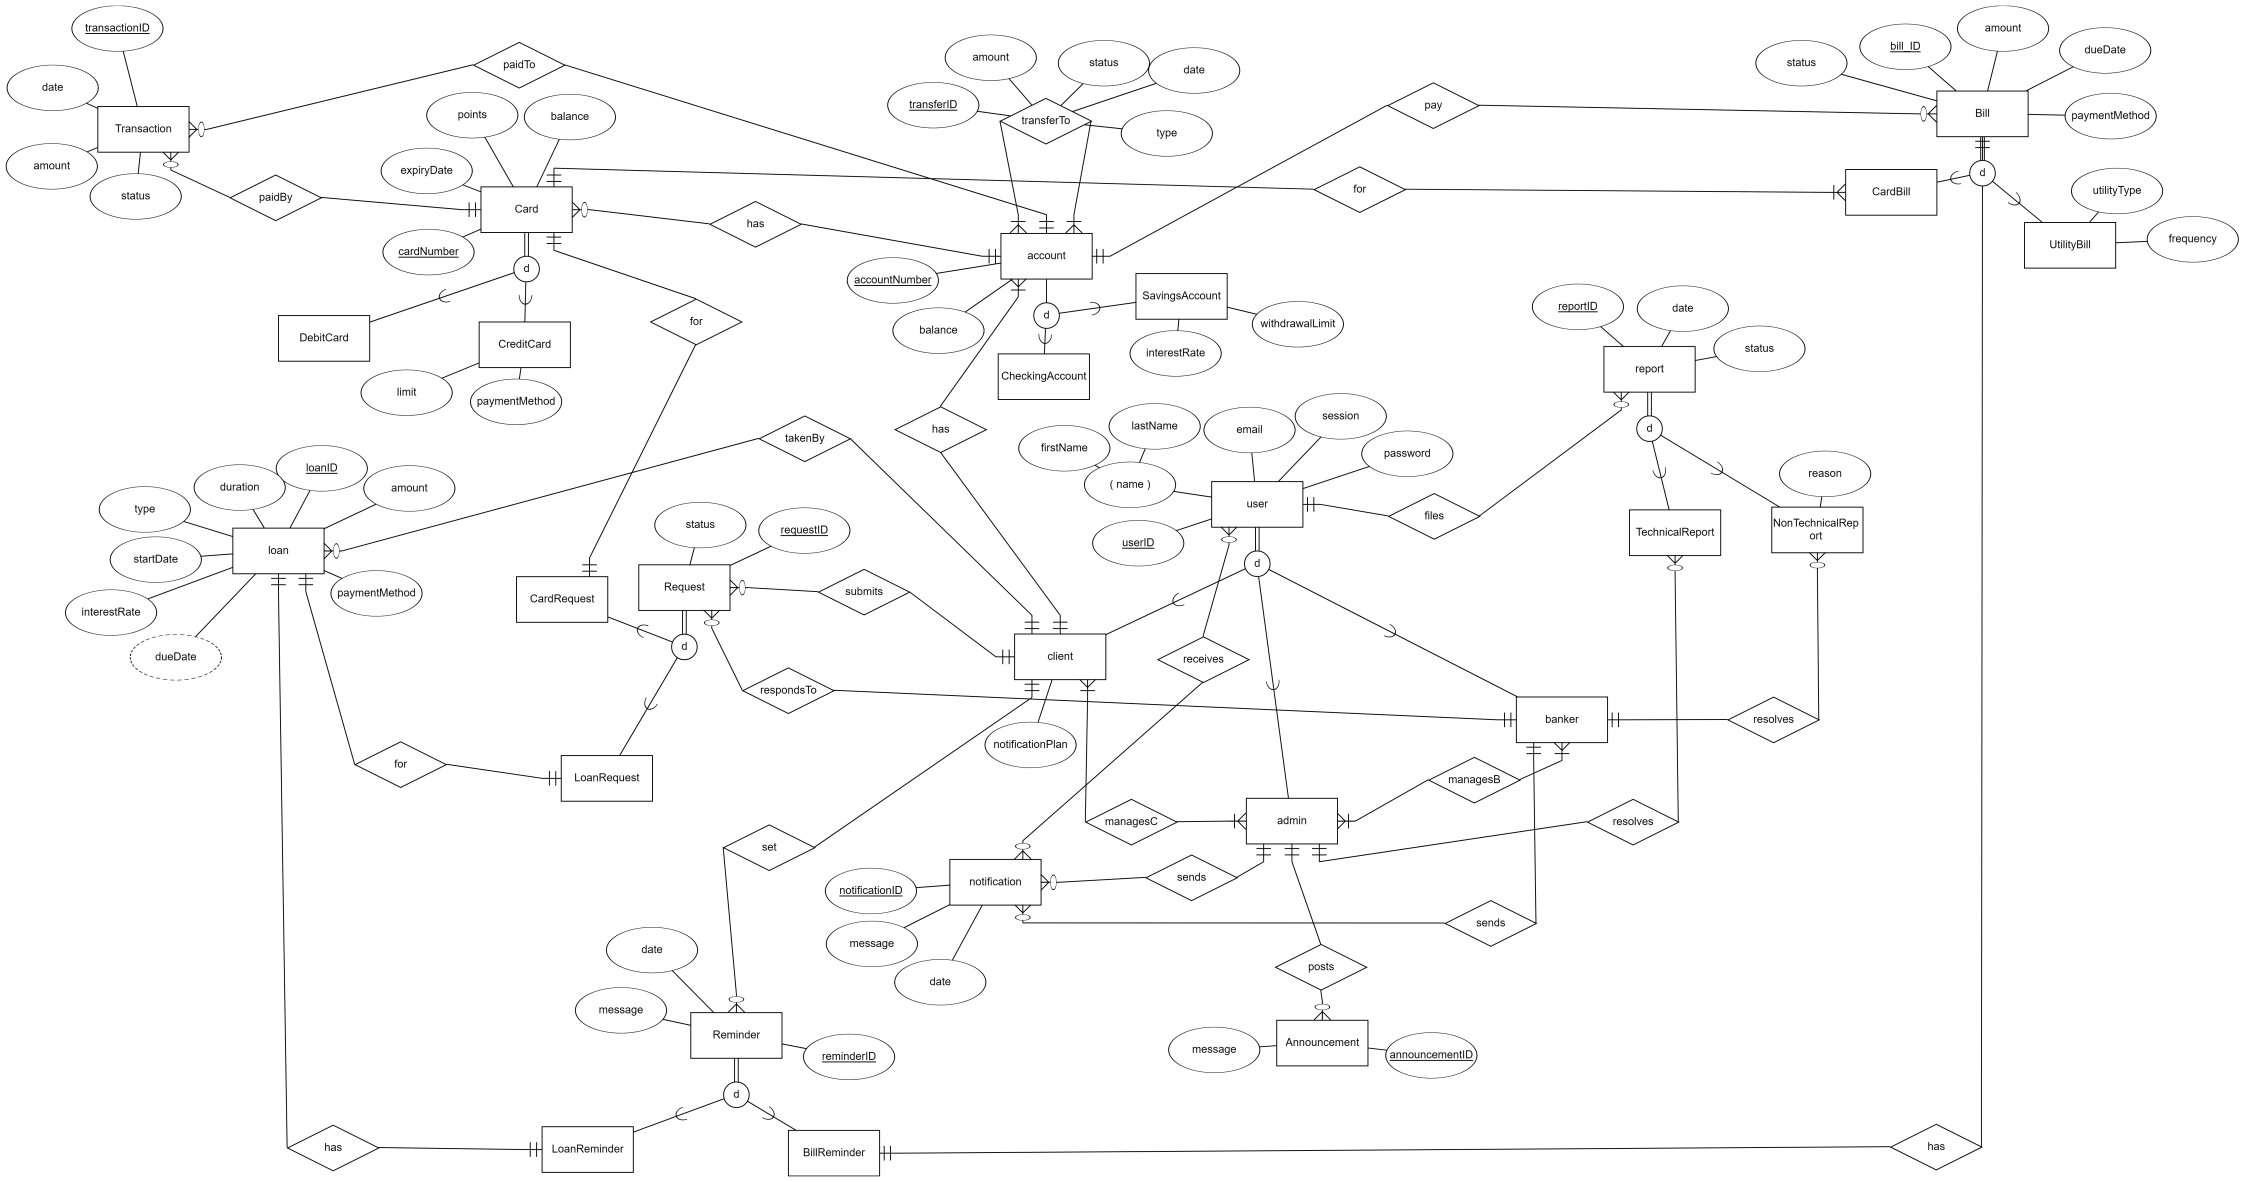 transactionID
date
Transaction
amount
status
paidTo
paidBy
points
balance
expiryDate
Card
cardNumber
d
DebitCard
CreditCard
limit
paymentMethod
has
for
amount
status
date
transferID
transferTo
type
account
accountNumber
balance
d
SavingsAccount
withdrawalLimit
interestRate
CheckingAccount
pay
for
status
bill_ID
amount
dueDate
Bill
paymentMethod
d
CardBill
utilityType
UtilityBill
frequency
reportID
date
status
report
d
reason
TechnicalReport
NonTechnicalRep
ort
takenBy
has
firstName
lastName
email
session
password
( name )
user
userID
files
d
loanID
duration
amount
type
loan
startDate
interestRate
paymentMethod
dueDate
status
requestID
CardRequest
Request
submits
d
client
receives
respondsTo
notificationPlan
banker
resolves
for
LoanRequest
managesB
managesC
admin
resolves
set
sends
notification
notificationID
message
date
sends
posts
date
message
Reminder
reminderID
message
Announcement
announcementID
d
has
LoanReminder
BillReminder
has